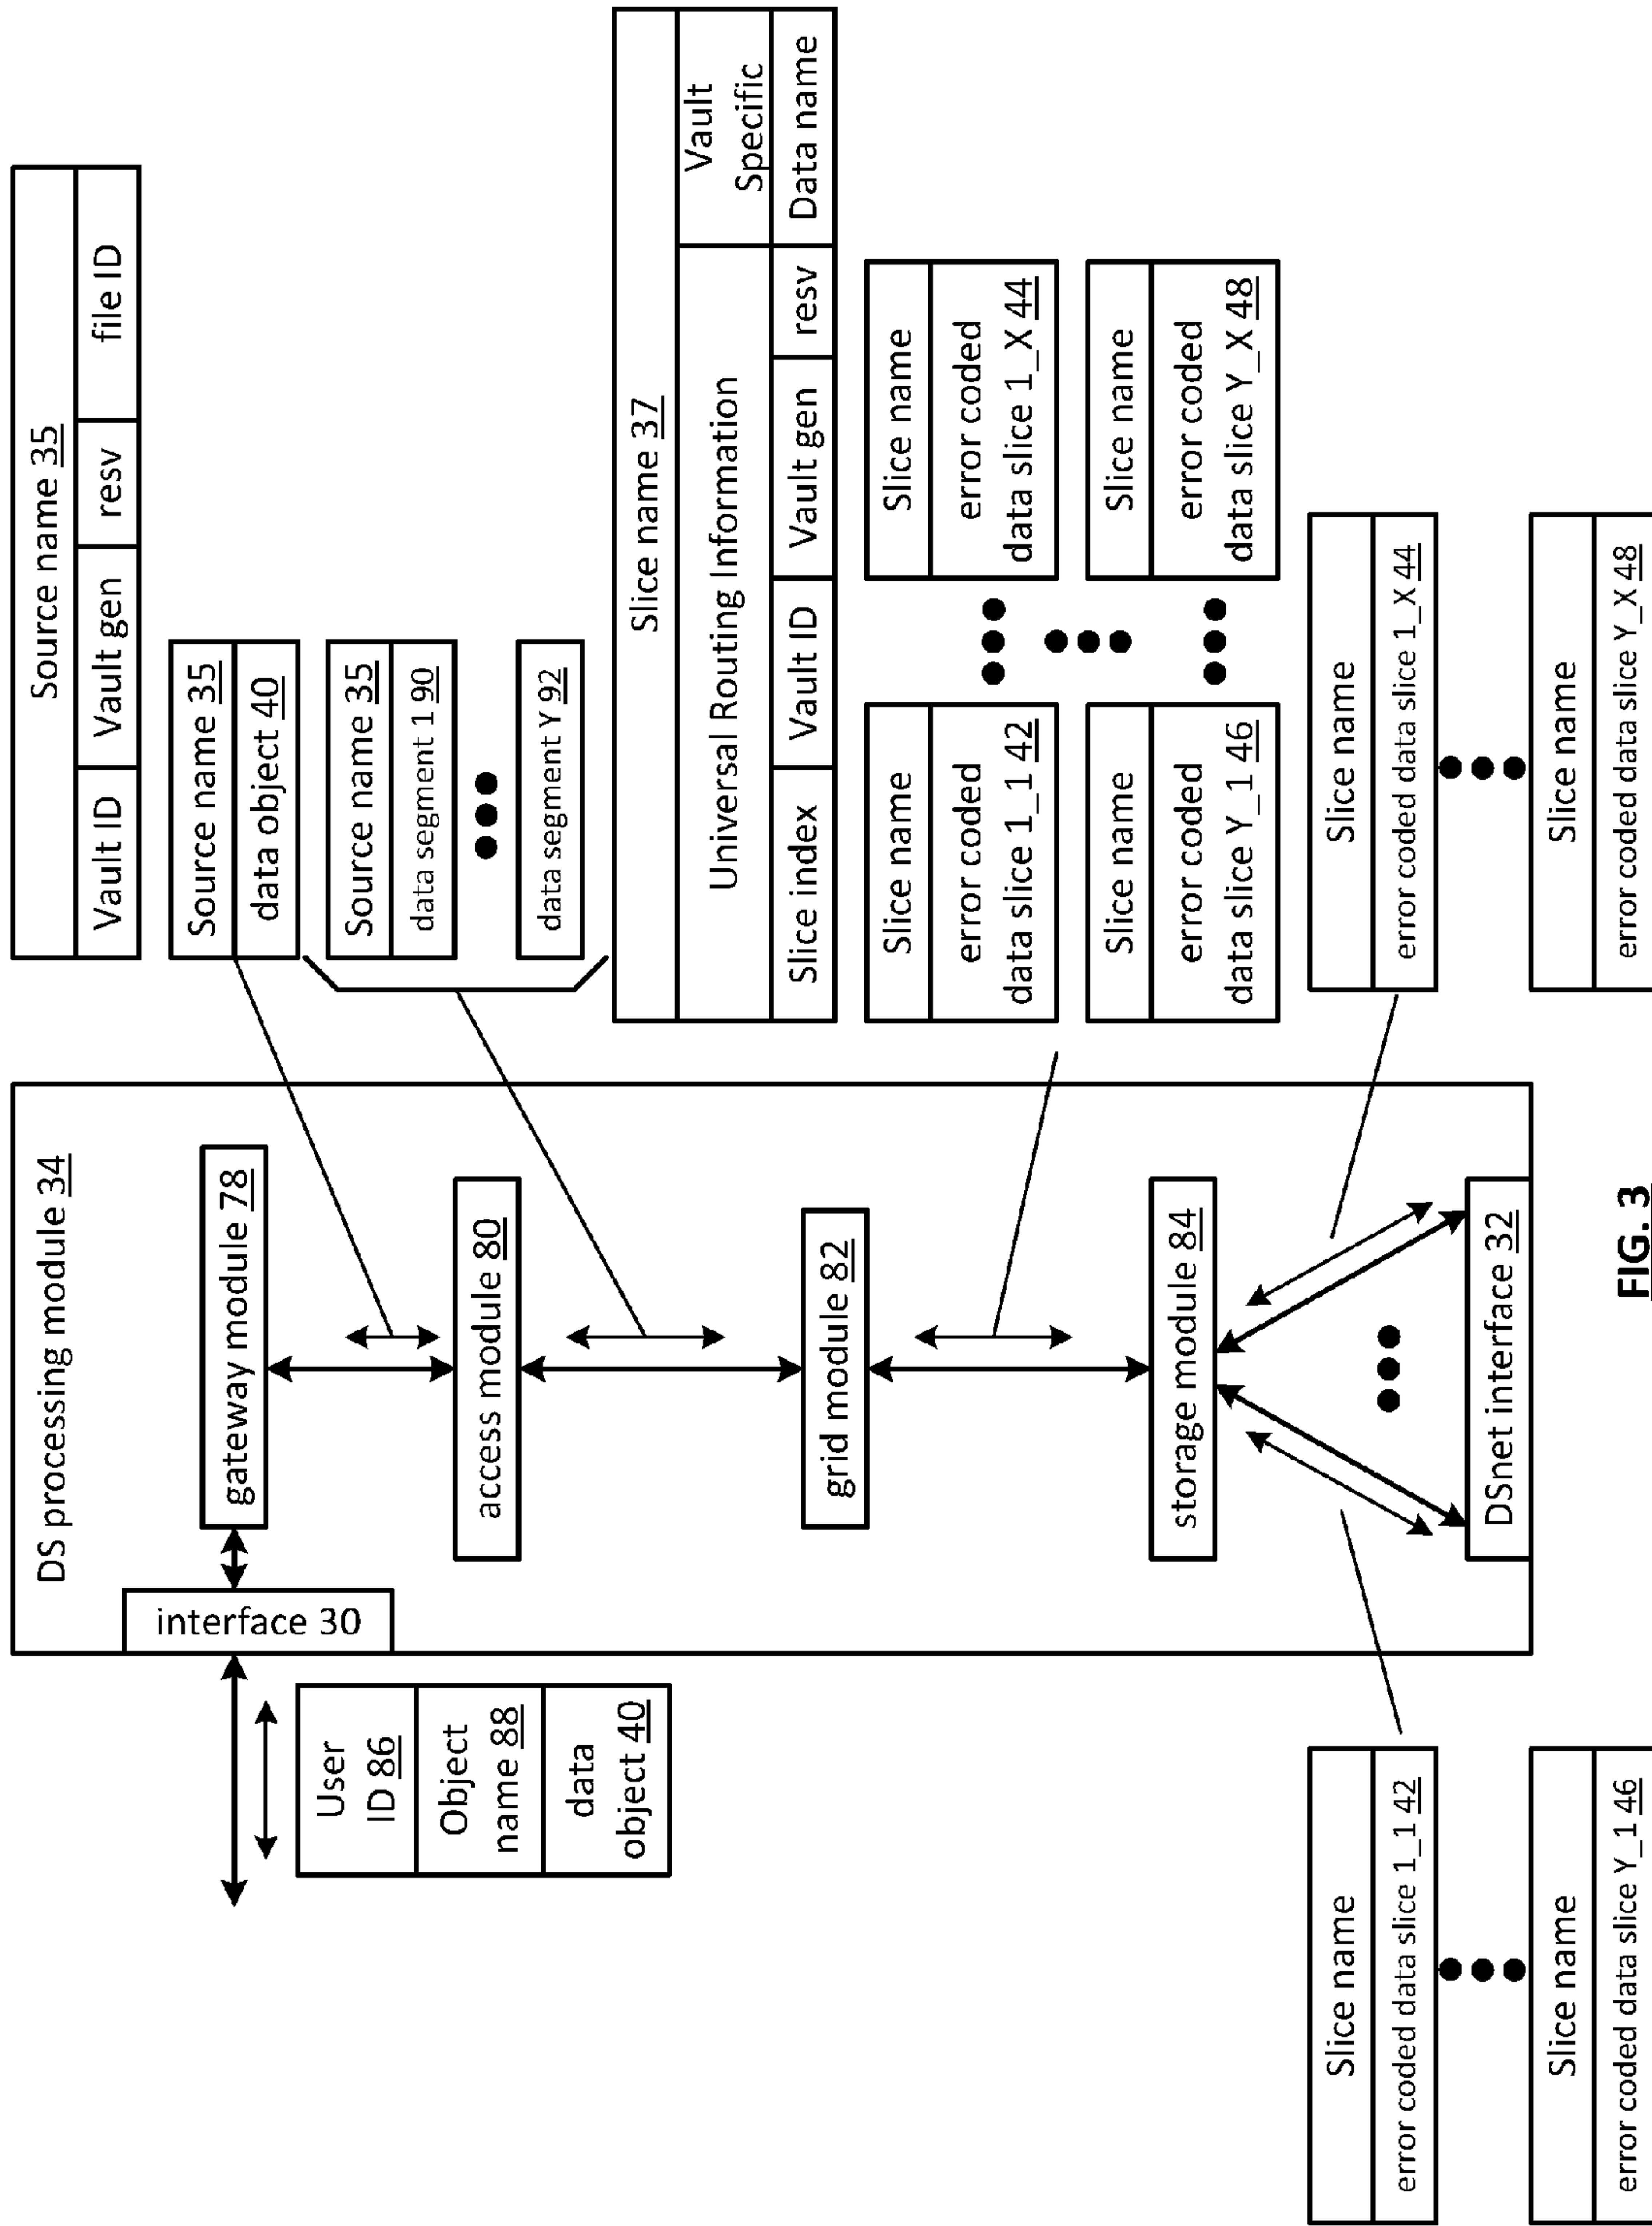 DS processing module 34
interface 30
gateway module 78
access module 80
grid module 82
storage module 84
DSnet interface 32
User
ID 86
Object
name 88
data
object 40
Source name 35
Vault ID
Vault gen
resv
file ID
Source name 35
data object 40
Source name 35
data segment 1 90
data segment Y 92
Slice name 37
Universal Routing Information
Vault
Specific
Slice index
Vault ID
Vault gen
resv
Data name
Slice name
error coded
data slice 1_1 42
Slice name
error coded
data slice 1_X 44
Slice name
error coded
data slice Y_1 46
Slice name
error coded
data slice Y_X 48
Slice name
error coded data slice 1_1 42
Slice name
error coded data slice Y_1 46
Slice name
error coded data slice 1_X 44
Slice name
error coded data slice Y_X 48
FIG. 3